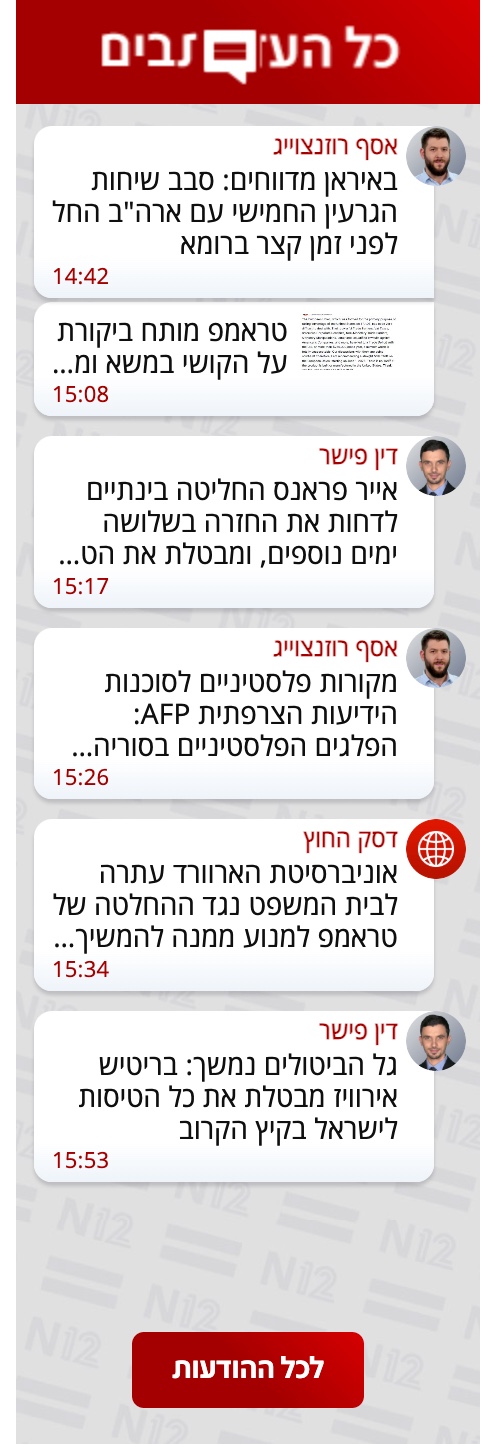 כל הכתבים
אסף רוזנצוייג
באיראן מדווחים: סבב שיחות
הגרעין החמישי עם ארה"ב החל
לפני זמן קצר ברומא
14:42
טראמפ מותח ביקורת
על הקושי במשא ומ...
15:08
דין פישר
אייר פראנס החליטה בינתיים
לדחות את החזרה בשלושה
ימים נוספים, ומבטלת את הט...
15:17
אסף רוזנצוייג
מקורות פלסטיניים לסוכנות
הידיעות הצרפתית AFP:
הפלגים הפלסטיניים בסוריה...
15:26
דסק החוץ
אוניברסיטת הארוורד עתרה
לבית המשפט נגד ההחלטה של
טראמפ למנוע ממנה להמשיך...
15:34
דין פישר
גל הביטולים נמשך: בריטיש
אירוויז מבטלת את כל הטיסות
לישראל בקיץ הקרוב
15:53
N12
לכל ההודעות